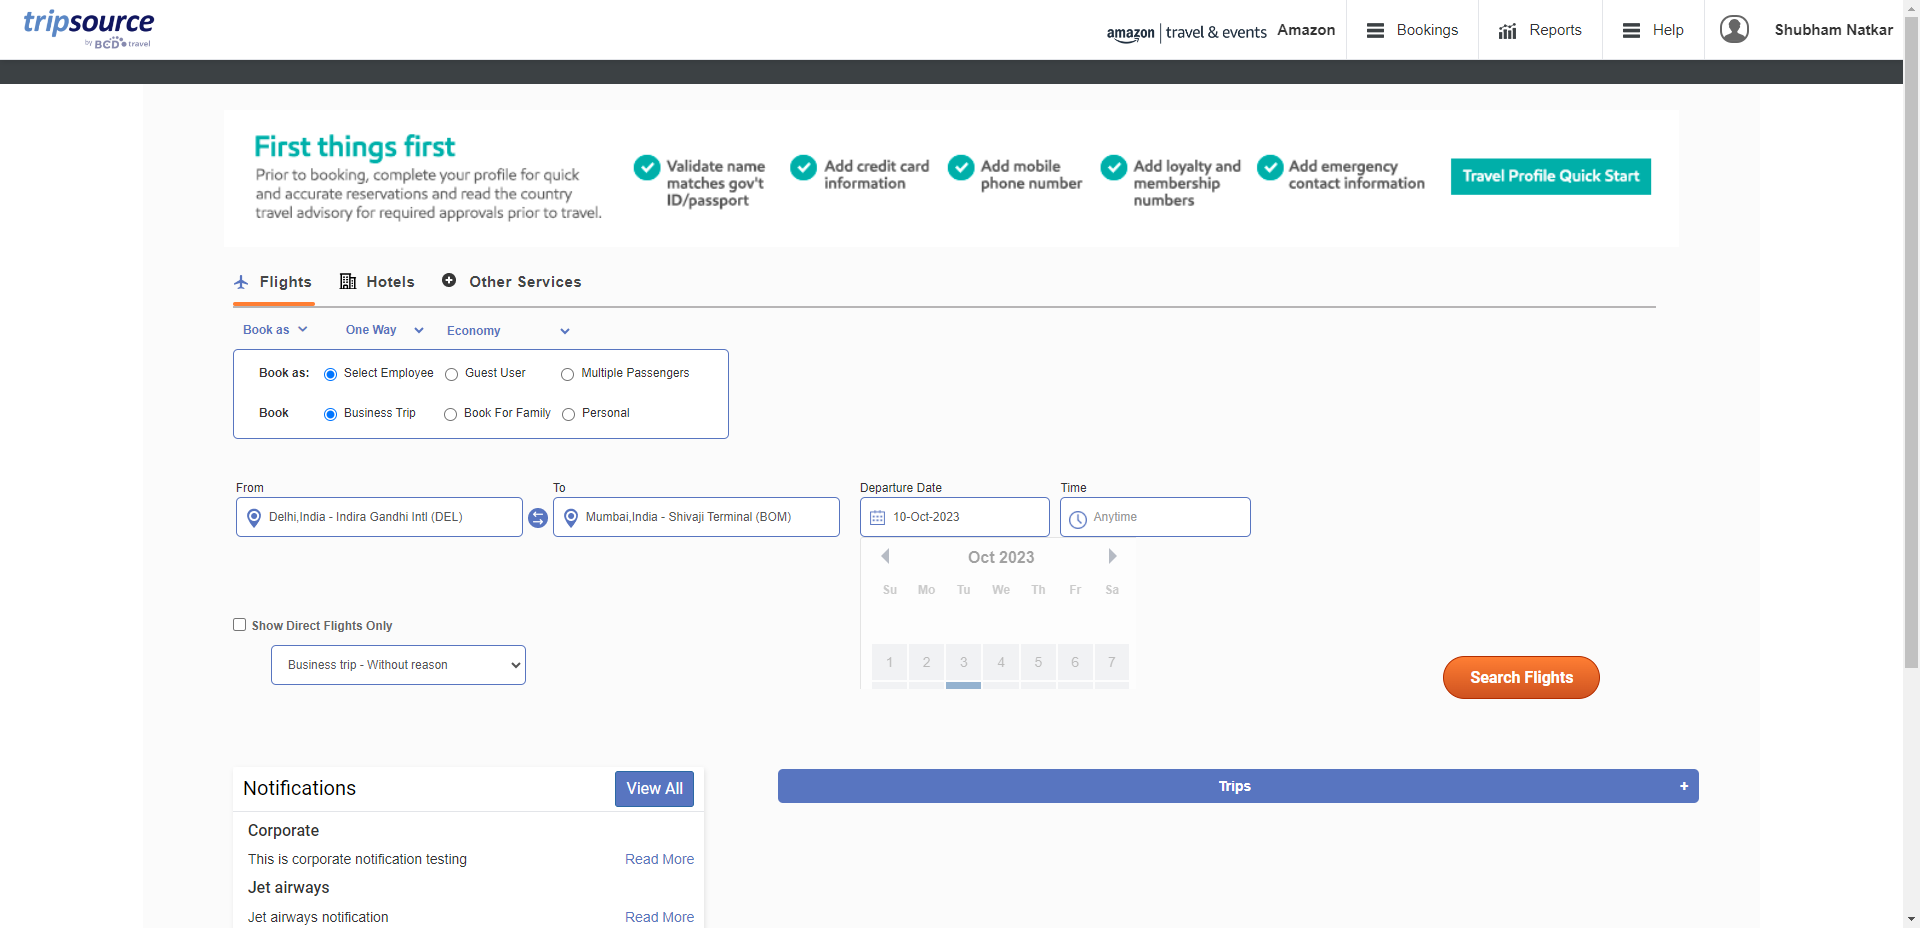 tripsource
by BCD travel
amazon | travel & events Amazon
Bookings
Reports
Help
Shubham Natkar
First things first
Prior to booking, complete your profile for quick
and accurate reservations and read the country
travel advisory for required approvals prior to travel.
Validate name
matches gov't
ID/passport
Add credit card
information
Add mobile
phone number
Add loyalty and
membership
numbers
Add emergency
contact information
Travel Profile Quick Start
Flights
Hotels
Other Services
Book as
One Way
Economy
Book as: Select Employee Guest User Multiple Passengers
Book Business Trip Book For Family Personal
From
To
Departure Date
Time
Delhi,India - Indira Gandhi Intl (DEL)
Mumbai,India - Shivaji Terminal (BOM)
10-Oct-2023
Anytime
Oct 2023
Su Mo Tu We Th Fr Sa
1 2 3 4 5 6 7
Show Direct Flights Only
Business trip - Without reason
Search Flights
Notifications
View All
Trips +
Corporate
This is corporate notification testing Read More
Jet airways
Jet airways notification Read More